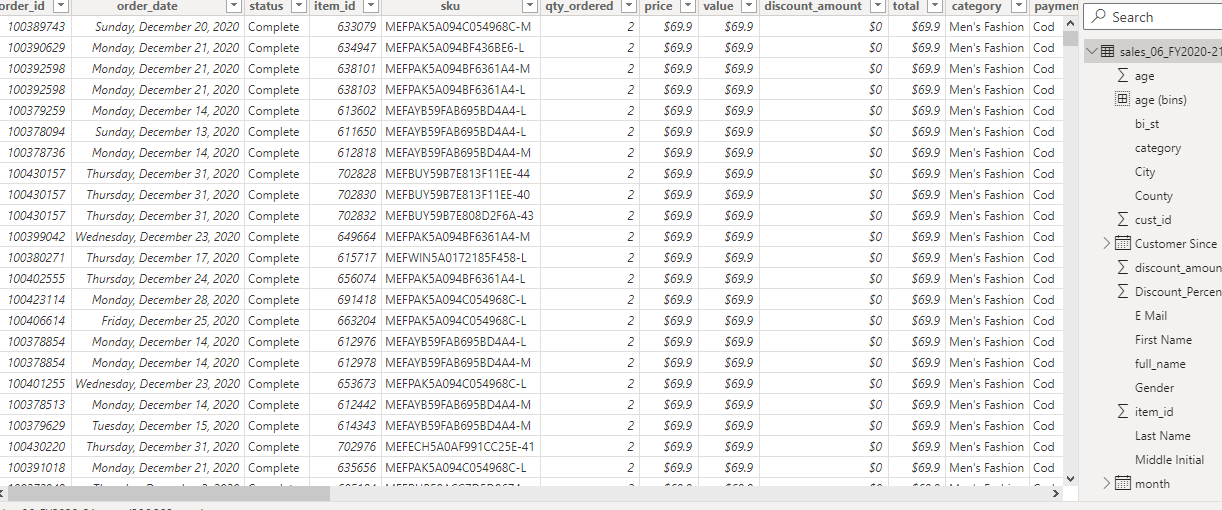 order_id order_date status item_id sku qty_ordered price value discount_amount total category paymen
100389743 Sunday, December 20, 2020 Complete 633079 MEFPAK5A094C054968C-M 2 $69.9 $69.9 $0 $69.9 Men's Fashion Cod
100390629 Monday, December 21, 2020 Complete 634947 MEFPAK5A094BF436BE6-L 2 $69.9 $69.9 $0 $69.9 Men's Fashion Cod
100392598 Monday, December 21, 2020 Complete 638101 MEFPAK5A094BF6361A4-M 2 $69.9 $69.9 $0 $69.9 Men's Fashion Cod
100392598 Monday, December 21, 2020 Complete 638103 MEFPAK5A094BF6361A4-L 2 $69.9 $69.9 $0 $69.9 Men's Fashion Cod
100379259 Monday, December 14, 2020 Complete 613602 MEFAYB59FAB695BD4A4-L 2 $69.9 $69.9 $0 $69.9 Men's Fashion Cod
100378094 Sunday, December 13, 2020 Complete 611650 MEFAYB59FAB695BD4A4-L 2 $69.9 $69.9 $0 $69.9 Men's Fashion Cod
100378736 Monday, December 14, 2020 Complete 612818 MEFAYB59FAB695BD4A4-M 2 $69.9 $69.9 $0 $69.9 Men's Fashion Cod
100430157 Thursday, December 31, 2020 Complete 702828 MEFBUY59B7E813F11EE-44 2 $69.9 $69.9 $0 $69.9 Men's Fashion Cod
100430157 Thursday, December 31, 2020 Complete 702830 MEFBUY59B7E813F11EE-40 2 $69.9 $69.9 $0 $69.9 Men's Fashion Cod
100430157 Thursday, December 31, 2020 Complete 702832 MEFBUY59B7E808D2F6A-43 2 $69.9 $69.9 $0 $69.9 Men's Fashion Cod
100399042 Wednesday, December 23, 2020 Complete 649664 MEFPAK5A094BF6361A4-M 2 $69.9 $69.9 $0 $69.9 Men's Fashion Cod
100380271 Thursday, December 17, 2020 Complete 615717 MEFWIN5A0172185F458-L 2 $69.9 $69.9 $0 $69.9 Men's Fashion Cod
100402555 Thursday, December 24, 2020 Complete 656074 MEFPAK5A094BF6361A4-L 2 $69.9 $69.9 $0 $69.9 Men's Fashion Cod
100423114 Monday, December 28, 2020 Complete 691418 MEFPAK5A094C054968C-L 2 $69.9 $69.9 $0 $69.9 Men's Fashion Cod
100406614 Friday, December 25, 2020 Complete 663204 MEFPAK5A094C054968C-L 2 $69.9 $69.9 $0 $69.9 Men's Fashion Cod
100378854 Monday, December 14, 2020 Complete 612976 MEFAYB59FAB695BD4A4-L 2 $69.9 $69.9 $0 $69.9 Men's Fashion Cod
100378854 Monday, December 14, 2020 Complete 612978 MEFAYB59FAB695BD4A4-M 2 $69.9 $69.9 $0 $69.9 Men's Fashion Cod
100401255 Wednesday, December 23, 2020 Complete 653673 MEFPAK5A094C054968C-L 2 $69.9 $69.9 $0 $69.9 Men's Fashion Cod
100378513 Monday, December 14, 2020 Complete 612442 MEFAYB59FAB695BD4A4-M 2 $69.9 $69.9 $0 $69.9 Men's Fashion Cod
100379629 Tuesday, December 15, 2020 Complete 614343 MEFAYB59FAB695BD4A4-M 2 $69.9 $69.9 $0 $69.9 Men's Fashion Cod
100430220 Thursday, December 31, 2020 Complete 702976 MEFECH5A0AF991CC25E-41 2 $69.9 $69.9 $0 $69.9 Men's Fashion Cod
100391018 Monday, December 21, 2020 Complete 635656 MEFPAK5A094C054968C-L 2 $69.9 $69.9 $0 $69.9 Men's Fashion Cod
Search
sales_06_FY2020-21
age
age (bins)
bi_st
category
City
County
cust_id
Customer Since
discount_amoun
Discount_Percen
E Mail
First Name
full_name
Gender
item_id
Last Name
Middle Initial
month